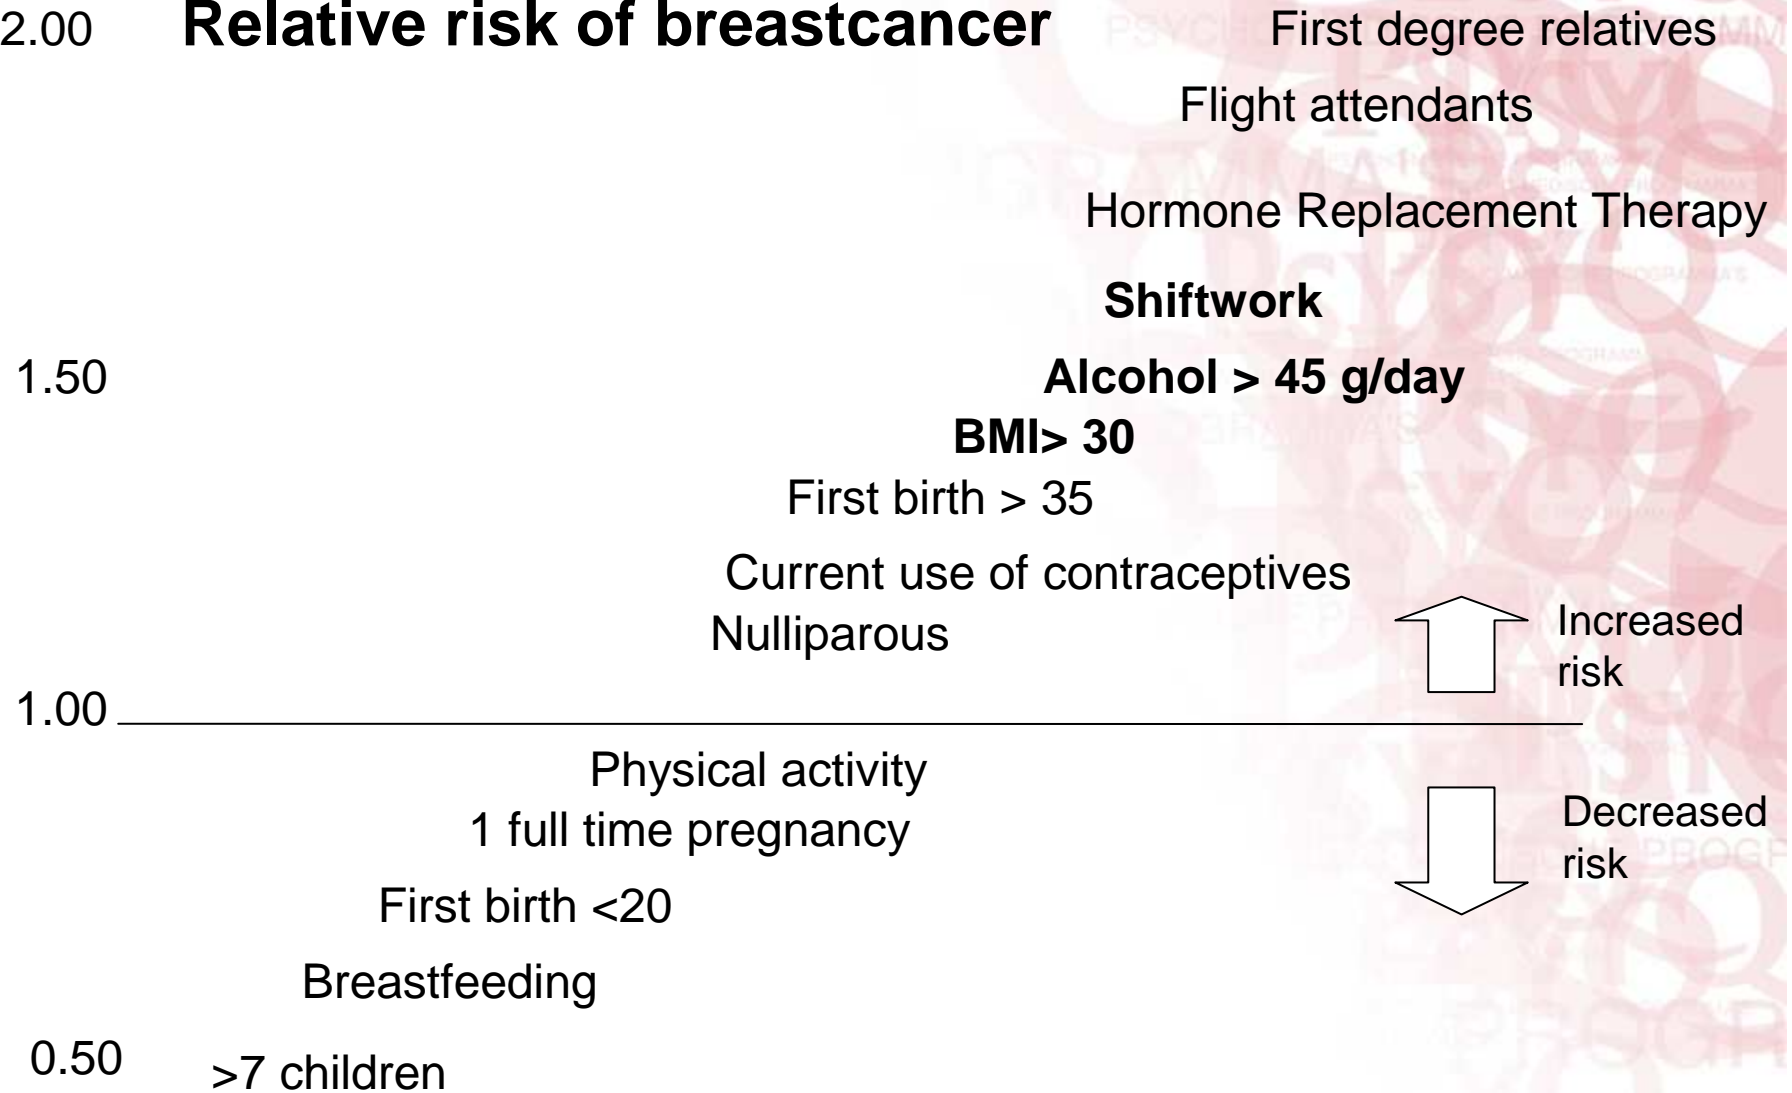 2.00 Relative risk of breastcancer First degree relatives
Flight attendants
Hormone Replacement Therapy
Shiftwork
1.50 Alcohol > 45 g/day
BMI> 30
First birth > 35
Current use of contraceptives
Nulliparous
Increased
risk
1.00
Physical activity
1 full time pregnancy
Decreased
risk
First birth <20
Breastfeeding
0.50 >7 children